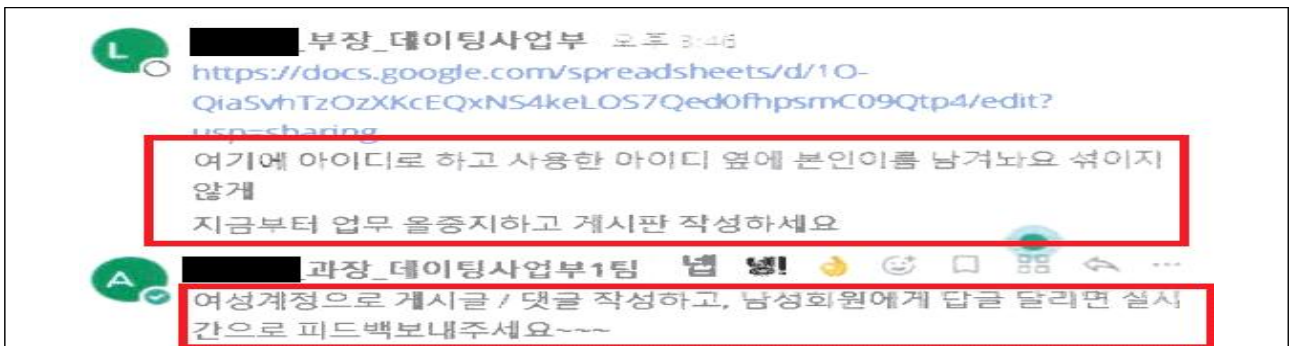 L
부장_데이팅사업부 오후 3:46
https://docs.google.com/spreadsheets/d/1O-
QiaSvhTzOzXKcEQxNS4keLOS7Qed0fhpsmC09Qtp4/edit?
usp=sharing
여기에 아이디로 하고 사용한 아이디 옆에 본인이름 남겨놔요 섞이지
않게
지금부터 업무 올중지하고 게시판 작성하세요
A
과장_데이팅사업부1팀 넵 넹! 👌
여성계정으로 게시글 / 댓글 작성하고, 남성회원에게 답글 달리면 실시
간으로 피드백보내주세요~~~